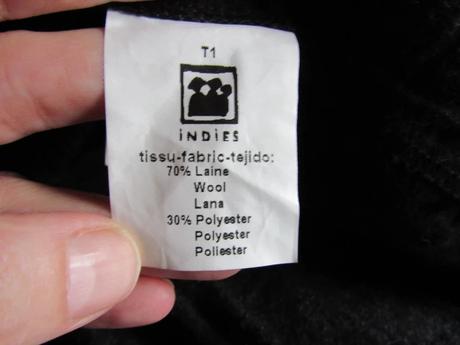 T1
iNDiES
tissu-fabric-tejido:
70% Laine
Wool
Lana
30% Polyester
Polyester
Poliester